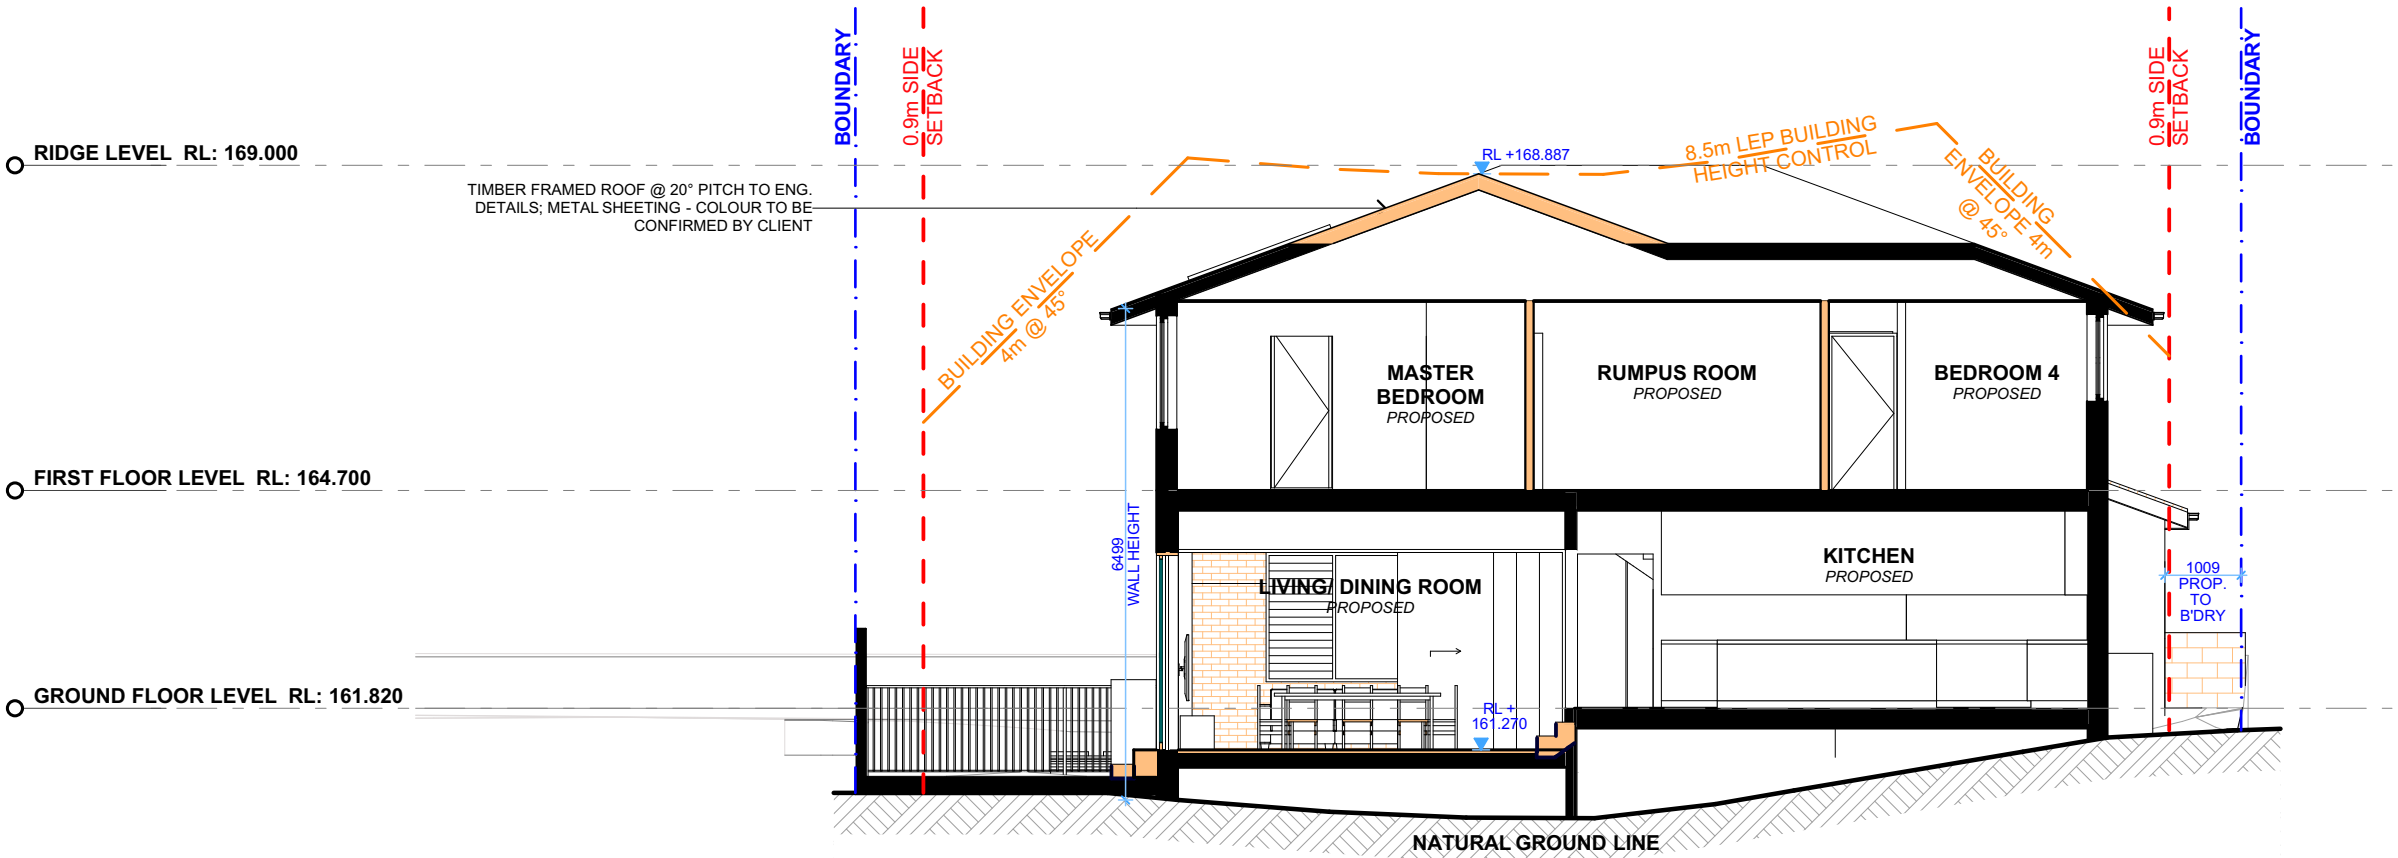 BOUNDARY
0.9m SIDE
SETBACK
0.9m SIDE
SETBACK
BOUNDARY
RIDGE LEVEL  RL: 169.000
TIMBER FRAMED ROOF @ 20° PITCH TO ENG.
DETAILS; METAL SHEETING - COLOUR TO BE
CONFIRMED BY CLIENT
RL +168.887
8.5m LEP BUILDING
HEIGHT CONTROL
BUILDING
ENVELOPE 4m
@ 45°
BUILDING ENVELOPE
4m @ 45°
MASTER
BEDROOM
PROPOSED
RUMPUS ROOM
PROPOSED
BEDROOM 4
PROPOSED
FIRST FLOOR LEVEL  RL: 164.700
6499
WALL HEIGHT
LIVING/ DINING ROOM
PROPOSED
KITCHEN
PROPOSED
1009
PROP.
TO
B'DRY
GROUND FLOOR LEVEL  RL: 161.820
RL +
161.270
NATURAL GROUND LINE